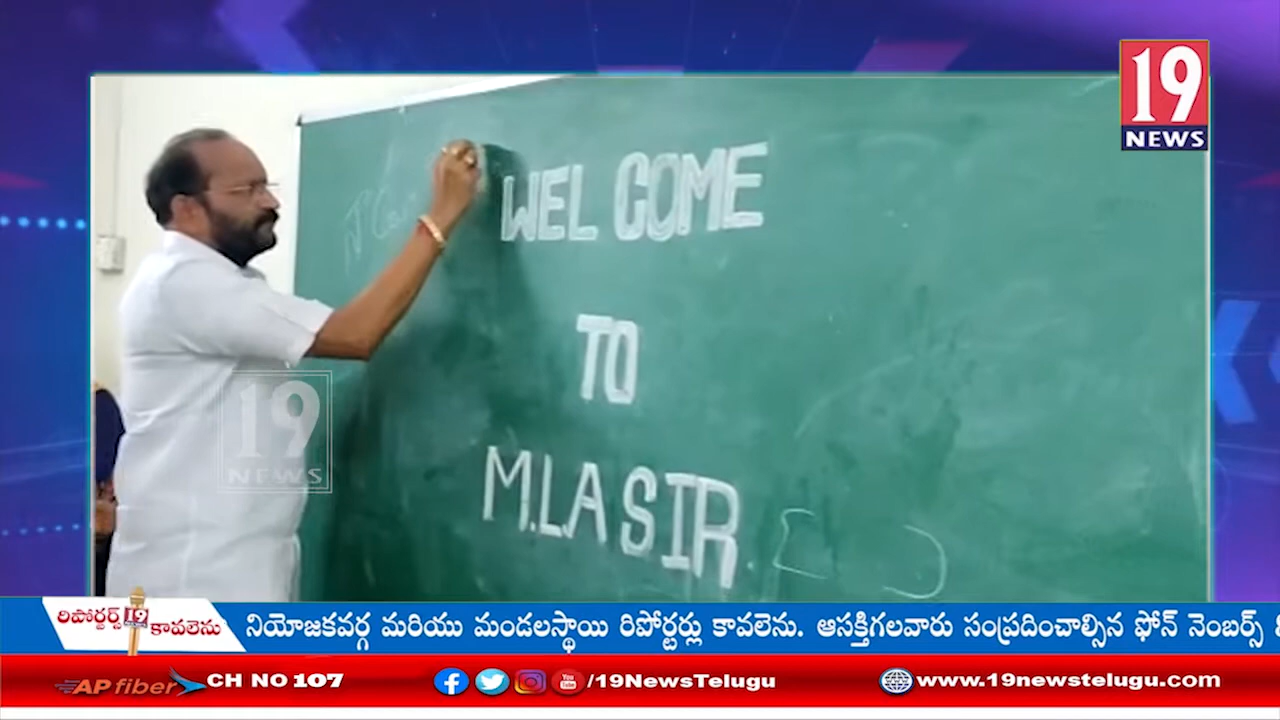 19
NEWS
WEL COME
TO
M.LA SIR
19
NEWS
రిపోర్టర్స్ 19 కావలెను
నియోజకవర్గ మరియు మండలస్థాయి రిపోర్టర్లు కావలెను. ఆసక్తిగలవారు సంప్రదించాల్సిన ఫోన్ నెంబర్స్
AP fiber CH NO 107 /19NewsTelugu www.19newstelugu.com